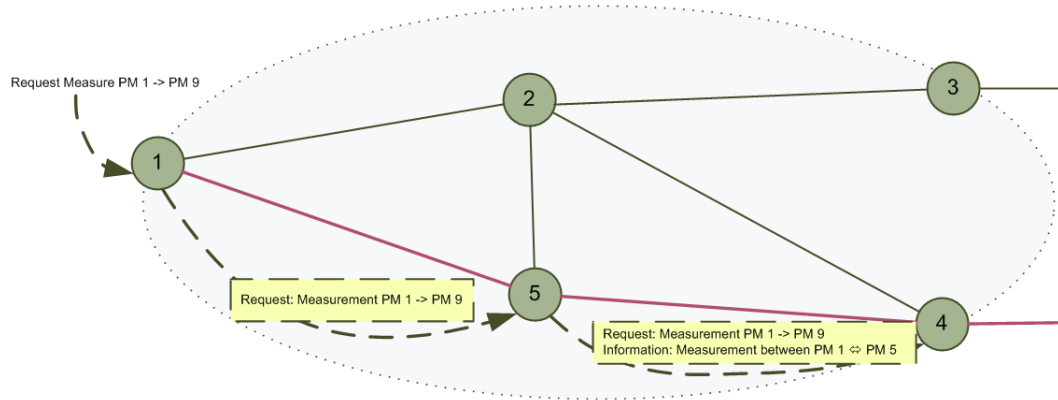 Request Measure PM 1 -> PM 9
1
2
3
Request: Measurement PM 1 -> PM 9
5
4
Request: Measurement PM 1 -> PM 9
Information: Measurement between PM 1 ⇔ PM 5